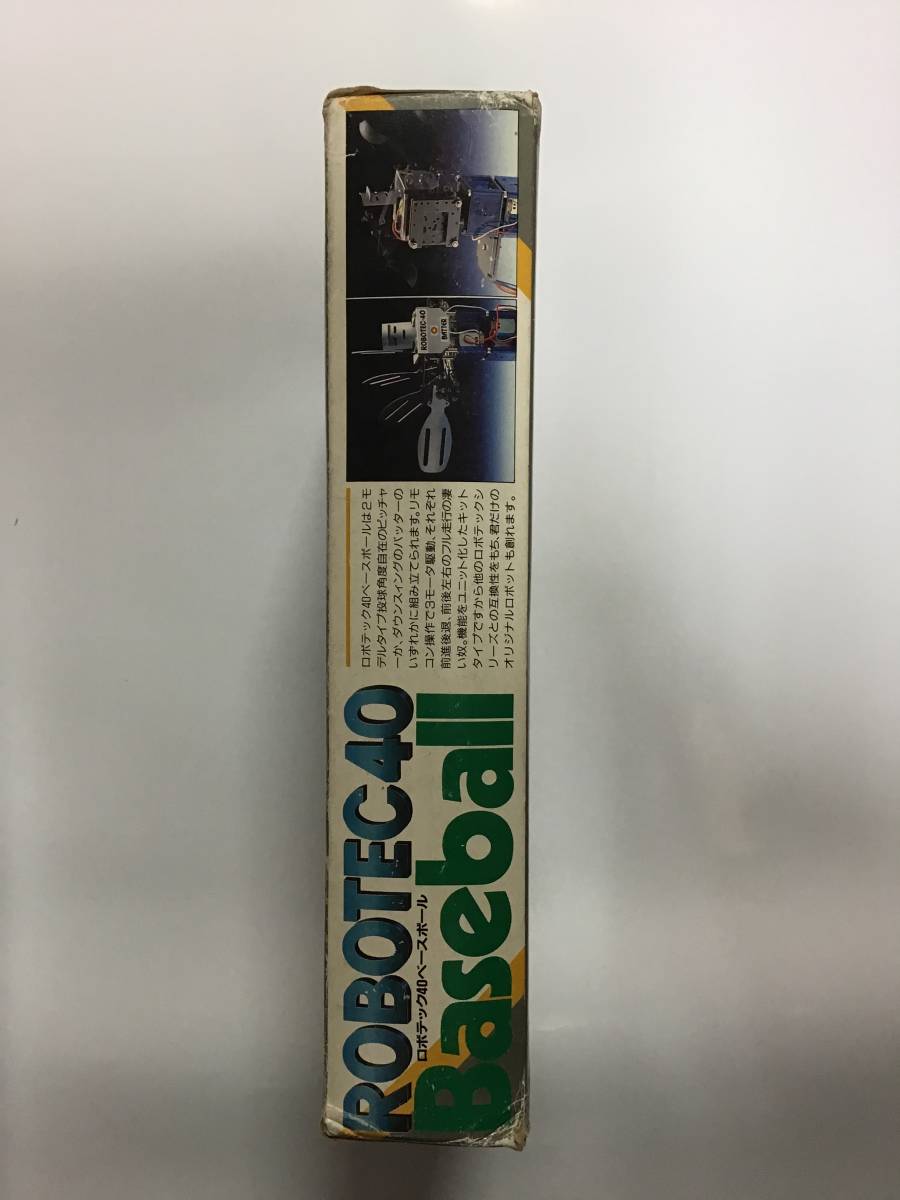 ROBOTEC 40
ロボテック40ベースボール
Baseball
ロボテック40ベースボールは2モ
デルタイプ投球角度自在のピッチャ
ーか、ダウンスイングのバッターの
いずれかに組み立てられます。リモ
コン操作で3モータ駆動、それぞれ
前進後退、前後左右のフル走行の凄
い奴。機能をユニット化したキット
タイプですから他のロボテックシ
リーズとの互換性をもち、君だけの
オリジナルロボットも創れます。
ROBOTEC-40
BATTER